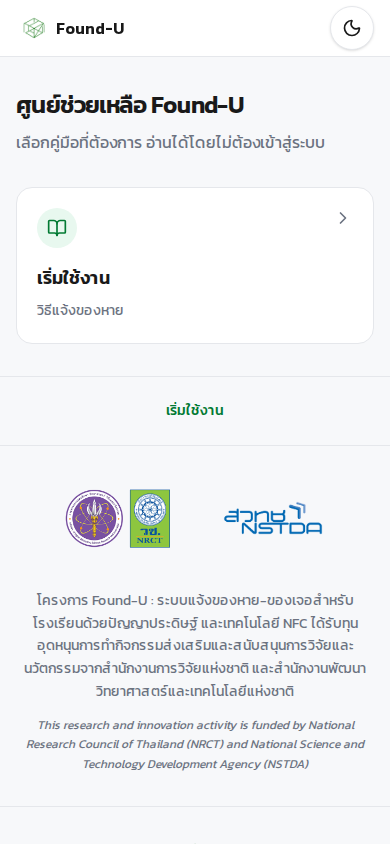 Found-U
ศูนย์ช่วยเหลือ Found-U
เลือกคู่มือที่ต้องการ อ่านได้โดยไม่ต้องเข้าสู่ระบบ
เริ่มใช้งาน
วิธีแจ้งของหาย
เริ่มใช้งาน
วช.
NRCT
สวทช
NSTDA
โครงการ Found-U : ระบบแจ้งของหาย-ของเจอสำหรับ
โรงเรียนด้วยปัญญาประดิษฐ์ และเทคโนโลยี NFC ได้รับทุน
อุดหนุนการทำกิจกรรมส่งเสริมและสนับสนุนการวิจัยและ
นวัตกรรมจากสำนักงานการวิจัยแห่งชาติ และสำนักงานพัฒนา
วิทยาศาสตร์และเทคโนโลยีแห่งชาติ
This research and innovation activity is funded by National
Research Council of Thailand (NRCT) and National Science and
Technology Development Agency (NSTDA)